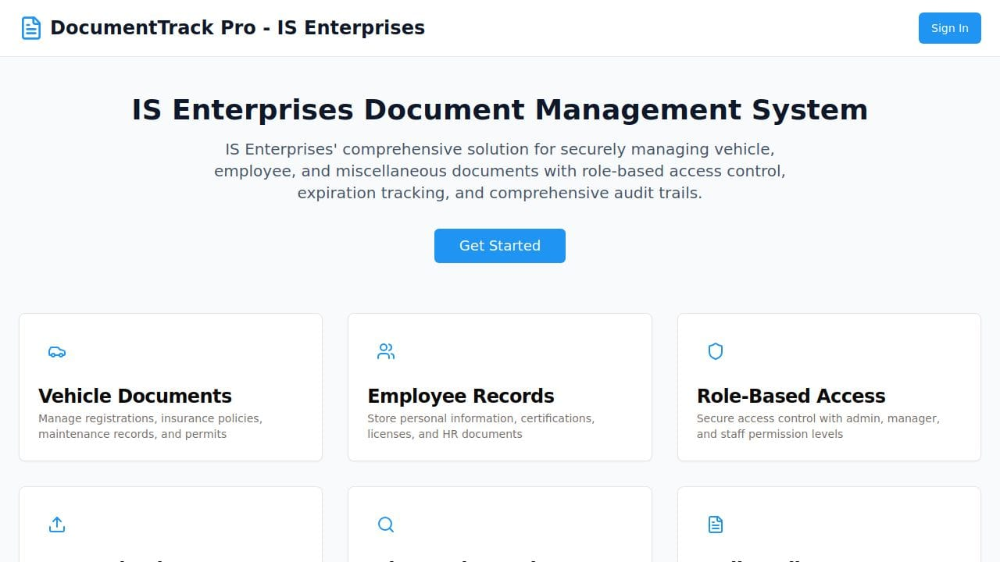 DocumentTrack Pro - IS Enterprises
Sign In
IS Enterprises Document Management System
IS Enterprises' comprehensive solution for securely managing vehicle,
employee, and miscellaneous documents with role-based access control,
expiration tracking, and comprehensive audit trails.
Get Started
Vehicle Documents
Manage registrations, insurance policies,
maintenance records, and permits
Employee Records
Store personal information, certifications,
licenses, and HR documents
Role-Based Access
Secure access control with admin, manager,
and staff permission levels